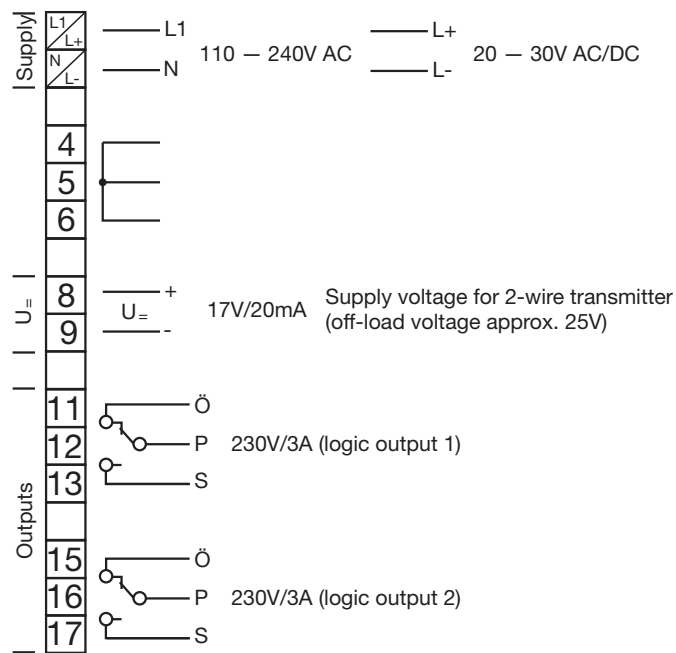 Supply
L1
L+
L1
110 — 240V AC
L+
20 — 30V AC/DC
N
L-
N
L-
4
5
6
U=
8
+
U=
17V/20mA
Supply voltage for 2-wire transmitter
9
-
(off-load voltage approx. 25V)
Outputs
11
Ö
12
P
230V/3A (logic output 1)
13
S
15
Ö
16
P
230V/3A (logic output 2)
17
S